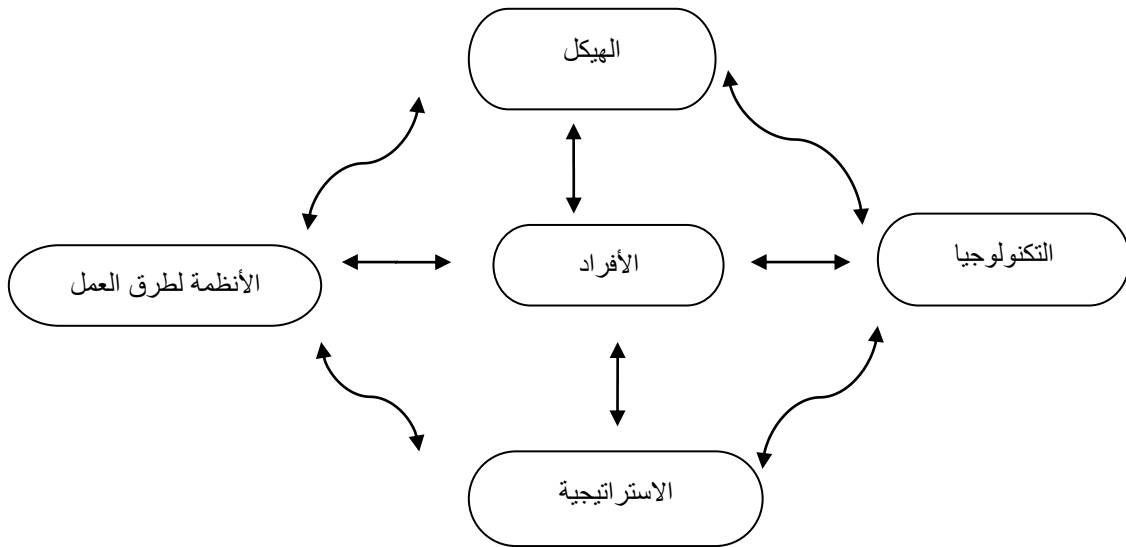 الهيكل
التكنولوجيا
الأفراد
الأنظمة لطرق العمل
الاستراتيجية